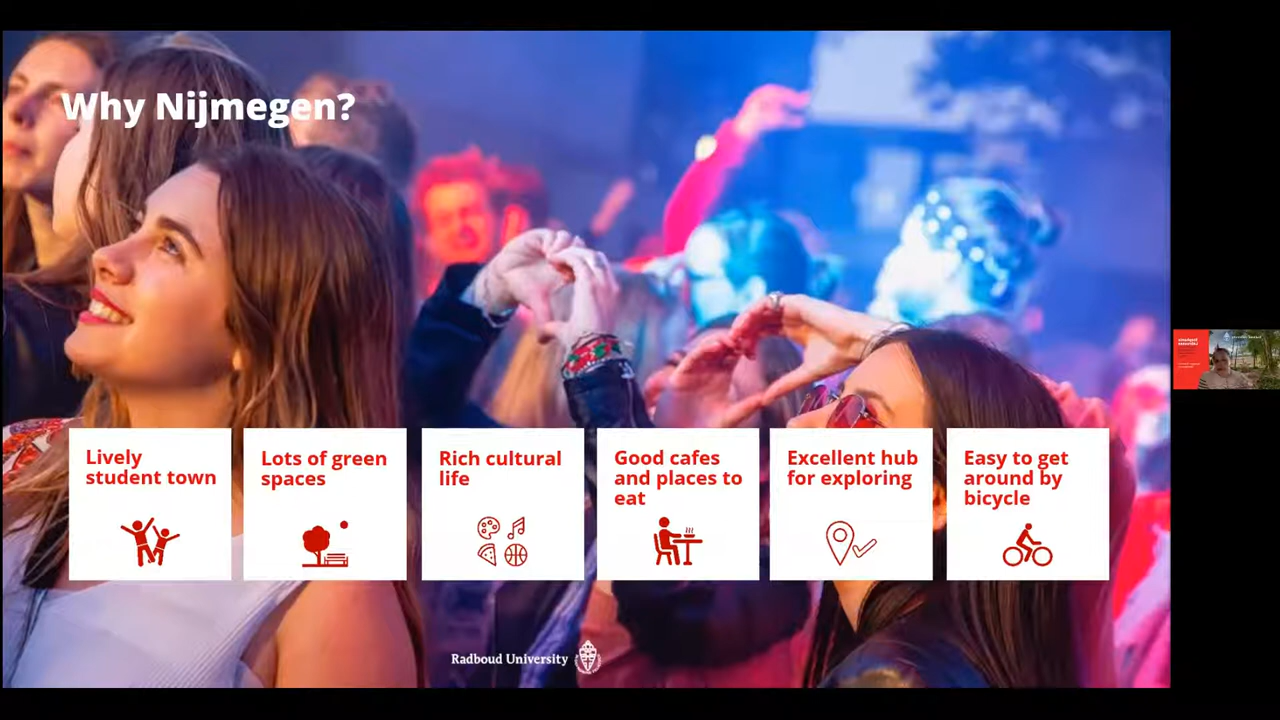 Why Nijmegen?
Lively
student town
Lots of green
spaces
Rich cultural
life
Good cafes
and places to
eat
Excellent hub
for exploring
Easy to get
around by
bicycle
Radboud University